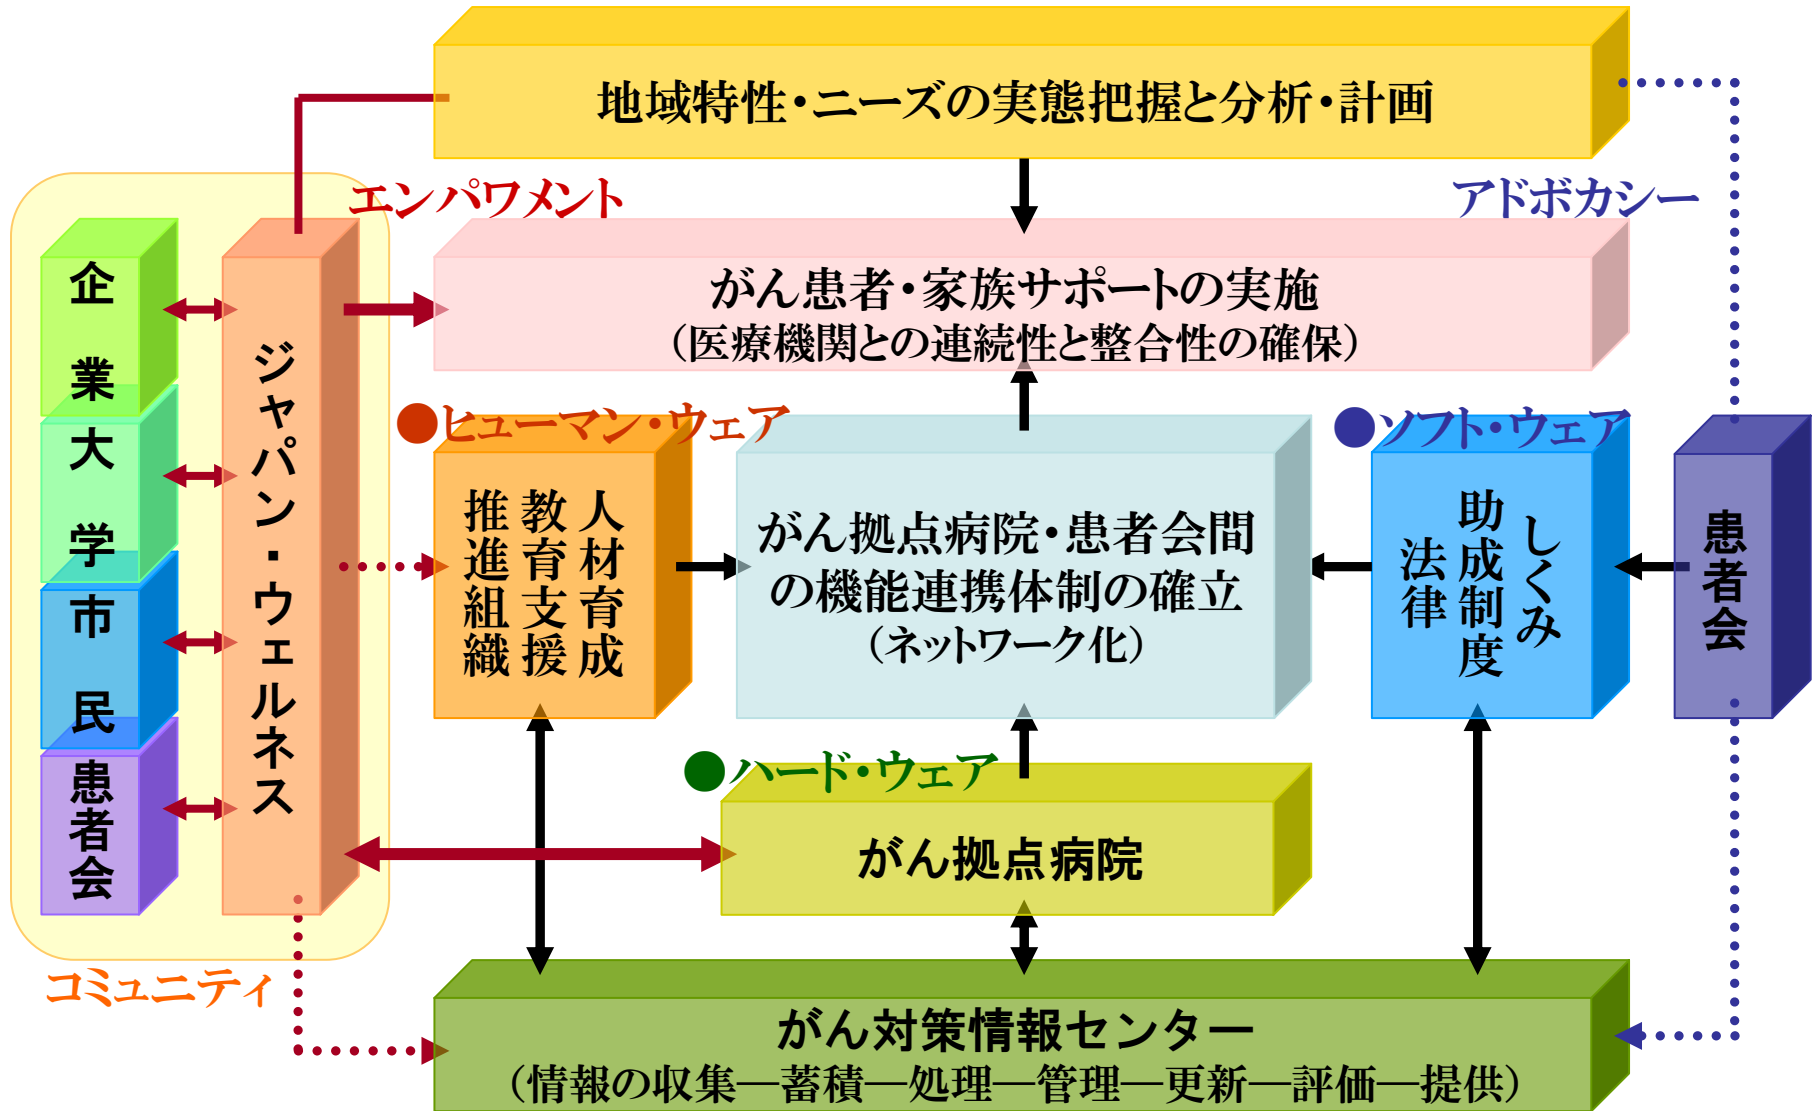 地域特性・ニーズの実態把握と分析・計画
エンパワメント
アドボカシー
がん患者・家族サポートの実施
（医療機関との連続性と整合性の確保）
企業
大学
市民
患者会
ジャパン・ウェルネス
コミュニティ
●ヒューマン・ウェア
人材育成
教育支援
推進組織
がん拠点病院・患者会間
の機能連携体制の確立
（ネットワーク化）
●ソフト・ウェア
しくみ
助成制度
法律
患者会
●ハード・ウェア
がん拠点病院
がん対策情報センター
（情報の収集―蓄積―処理―管理―更新―評価―提供）